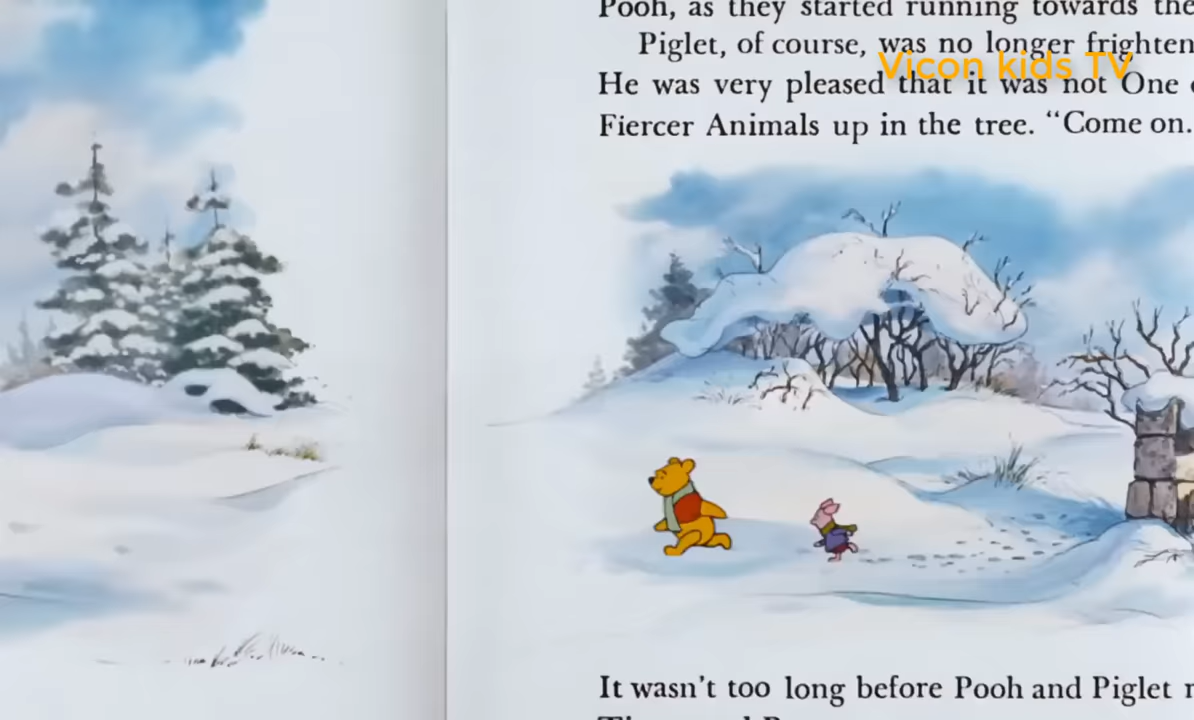 Pooh, as they started running towards the
Piglet, of course, was no longer frighten
He was very pleased that it was not One
Fiercer Animals up in the tree. "Come on.
Vicon kids TV
It wasn't too long before Pooh and Piglet